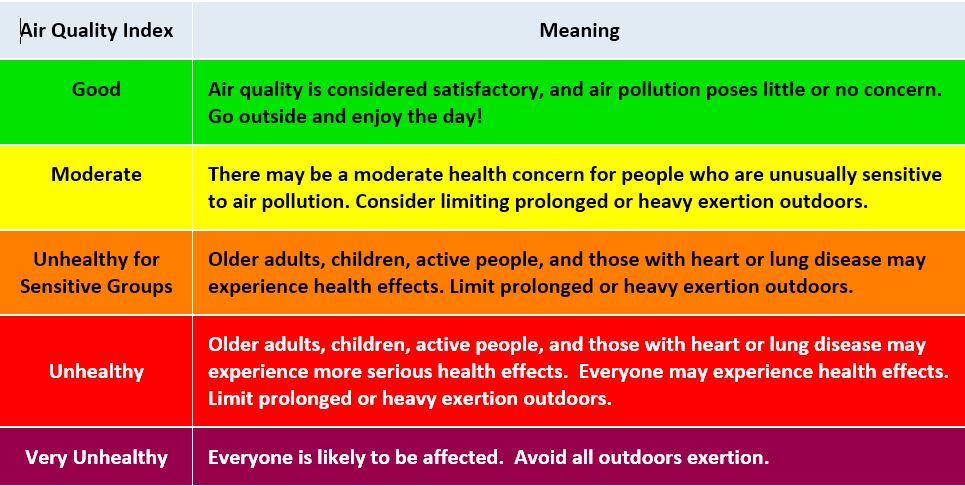 Air Quality Index
Meaning
Good
Air quality is considered satisfactory, and air pollution poses little or no concern.
Go outside and enjoy the day!
Moderate
There may be a moderate health concern for people who are unusually sensitive
to air pollution. Consider limiting prolonged or heavy exertion outdoors.
Unhealthy for
Sensitive Groups
Older adults, children, active people, and those with heart or lung disease may
experience health effects. Limit prolonged or heavy exertion outdoors.
Unhealthy
Older adults, children, active people, and those with heart or lung disease may
experience more serious health effects.  Everyone may experience health effects.
Limit prolonged or heavy exertion outdoors.
Very Unhealthy
Everyone is likely to be affected.  Avoid all outdoors exertion.